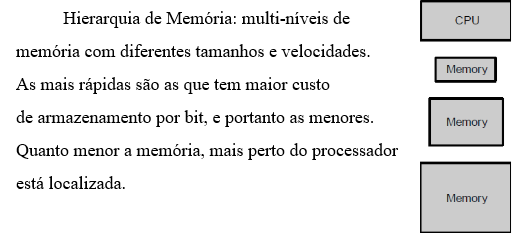 Hierarquia de Memória: multi-níveis de
memória com diferentes tamanhos e velocidades.
As mais rápidas são as que tem maior custo
de armazenamento por bit, e portanto as menores.
Quanto menor a memória, mais perto do processador
está localizada.
CPU
Memory
Memory
Memory